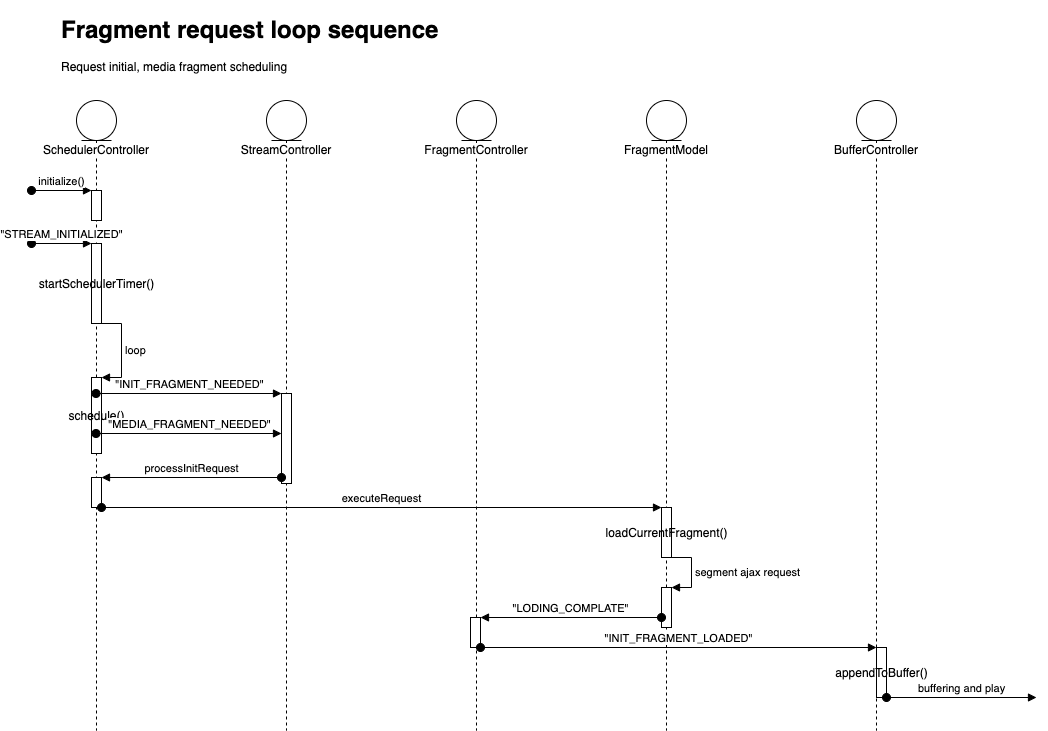 Fragment request loop sequence
Request initial, media fragment scheduling
SchedulerController
StreamController
FragmentController
FragmentModel
BufferController
initialize()
"STREAM_INITIALIZED"
startSchedulerTimer()
loop
"INIT_FRAGMENT_NEEDED"
schedule()
"MEDIA_FRAGMENT_NEEDED"
processInitRequest
executeRequest
loadCurrentFragment()
segment ajax request
"LODING_COMPLATE"
"INIT_FRAGMENT_LOADED"
appendToBuffer()
buffering and play